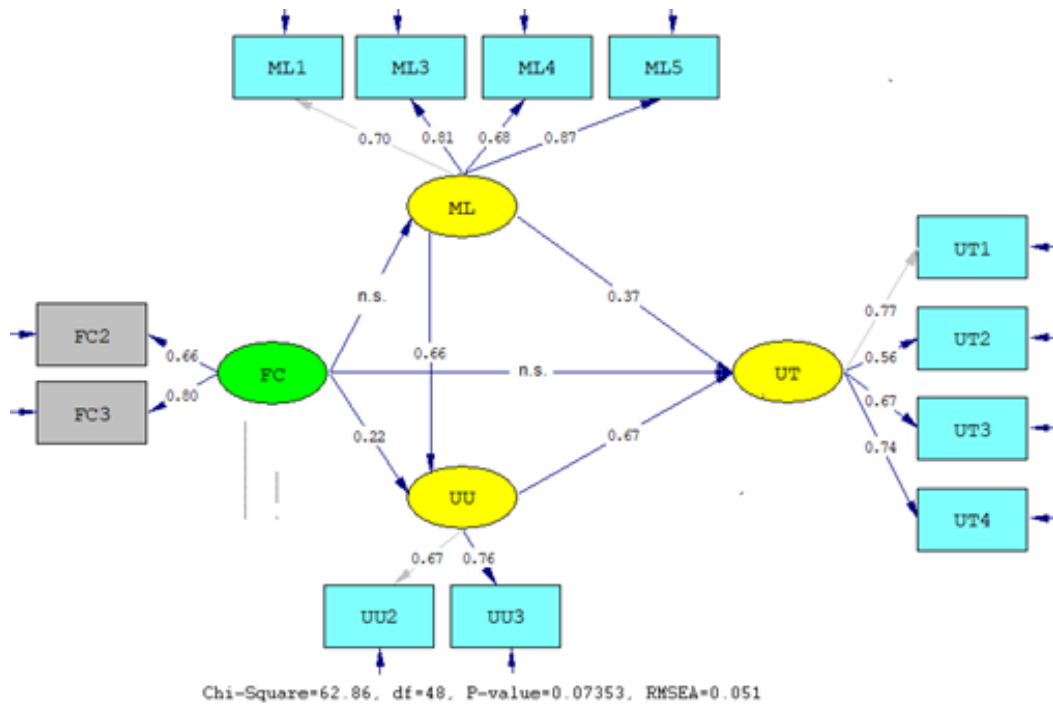 ML1 ML3 ML4 ML5
0.70 0.81 0.68 0.87
ML
UT1
n.s. 0.37 0.77
FC2 UT2
0.66 0.66 0.56
FC n.s. UT
FC3 0.80 0.67 UT3
0.22 0.67 0.74
UU UT4
0.67 0.76
UU2 UU3
Chi-Square=62.86, df=48, P-value=0.07353, RMSEA=0.051